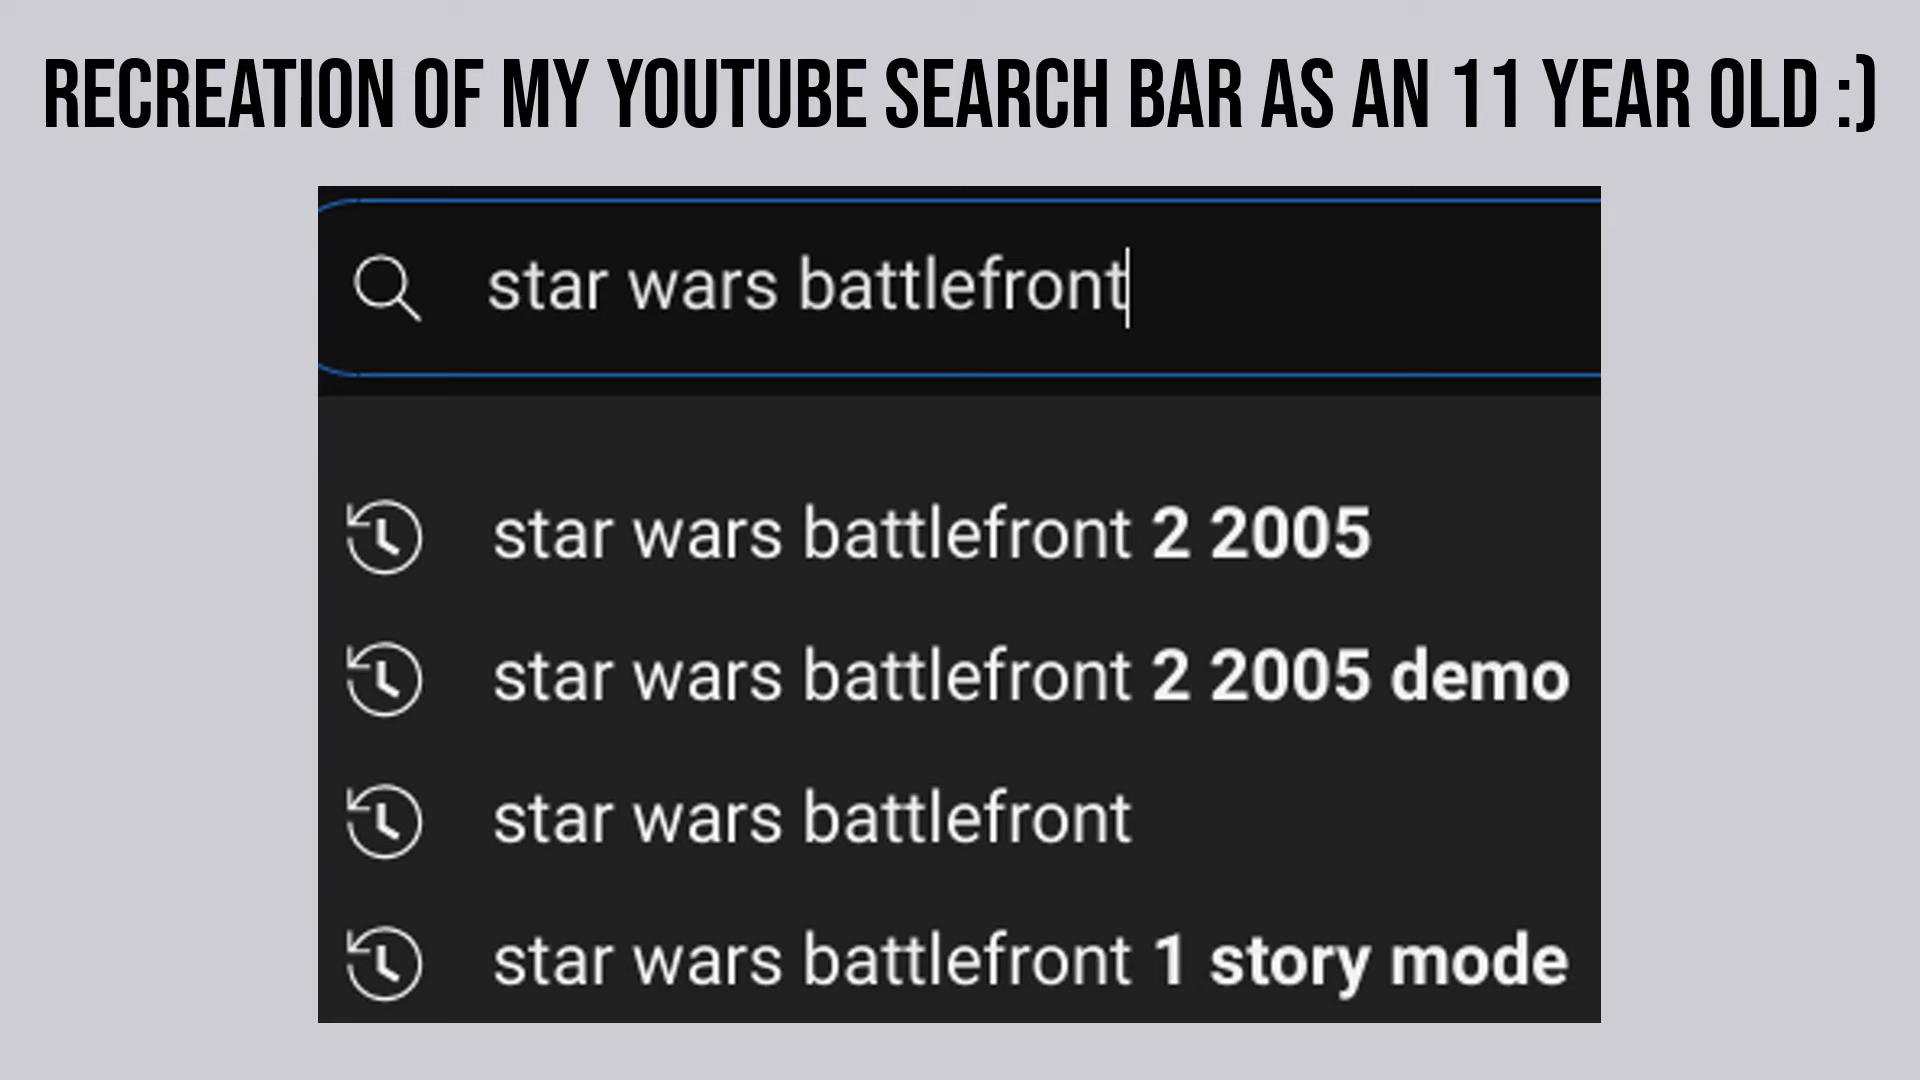 RECREATION OF MY YOUTUBE SEARCH BAR AS AN 11 YEAR OLD :)
star wars battlefront
star wars battlefront 2 2005
star wars battlefront 2 2005 demo
star wars battlefront
star wars battlefront 1 story mode